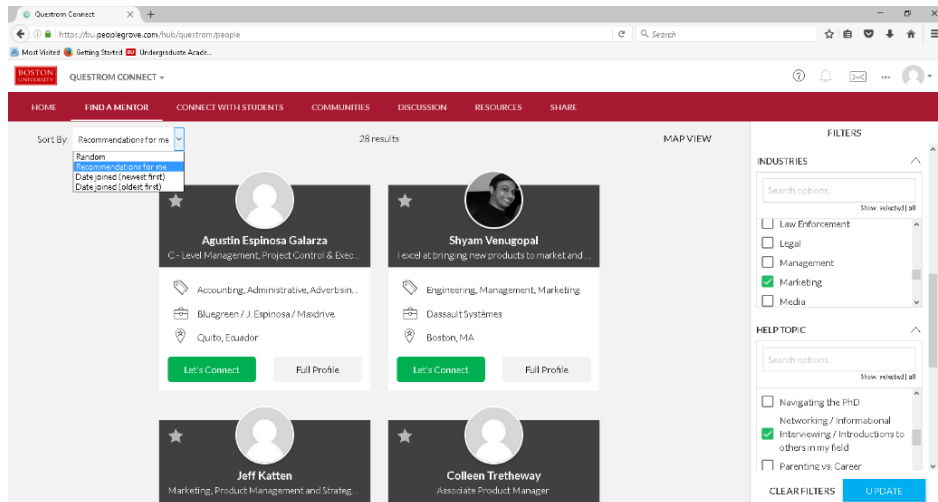 Questrom Connect
https://bu.peoplegrove.com/hub/questrom/people
Search
Most Visited Getting Started BU Undergraduate Acade...
BOSTON
UNIVERSITY
QUESTROM CONNECT
HOME FIND A MENTOR CONNECT WITH STUDENTS COMMUNITIES DISCUSSION RESOURCES SHARE
Sort By: Recommendations for me 28 results MAP VIEW
Random
Recommendations for me
Date joined (newest first)
Date joined (oldest first)
Agustin Espinosa Galarza
C - Level Management, Project Control & Exec...
Accounting, Administrative, Advertisin...
Bluegreen / J. Espinosa / Maxdrive
Quito, Ecuador
Let's Connect Full Profile
Shyam Venugopal
I excel at bringing new products to market and ...
Engineering, Management, Marketing
Dassault Systèmes
Boston, MA
Let's Connect Full Profile
Jeff Katten
Marketing, Product Management and Strateg...
Colleen Tretheway
Associate Product Manager
FILTERS
INDUSTRIES
Search options...
Show: selected | all
Law Enforcement
Legal
Management
Marketing
Media
HELP TOPIC
Search options...
Show: selected | all
Navigating the PhD
Networking / Informational
Interviewing / Introductions to
others in my field
Parenting vs. Career
CLEAR FILTERS UPDATE